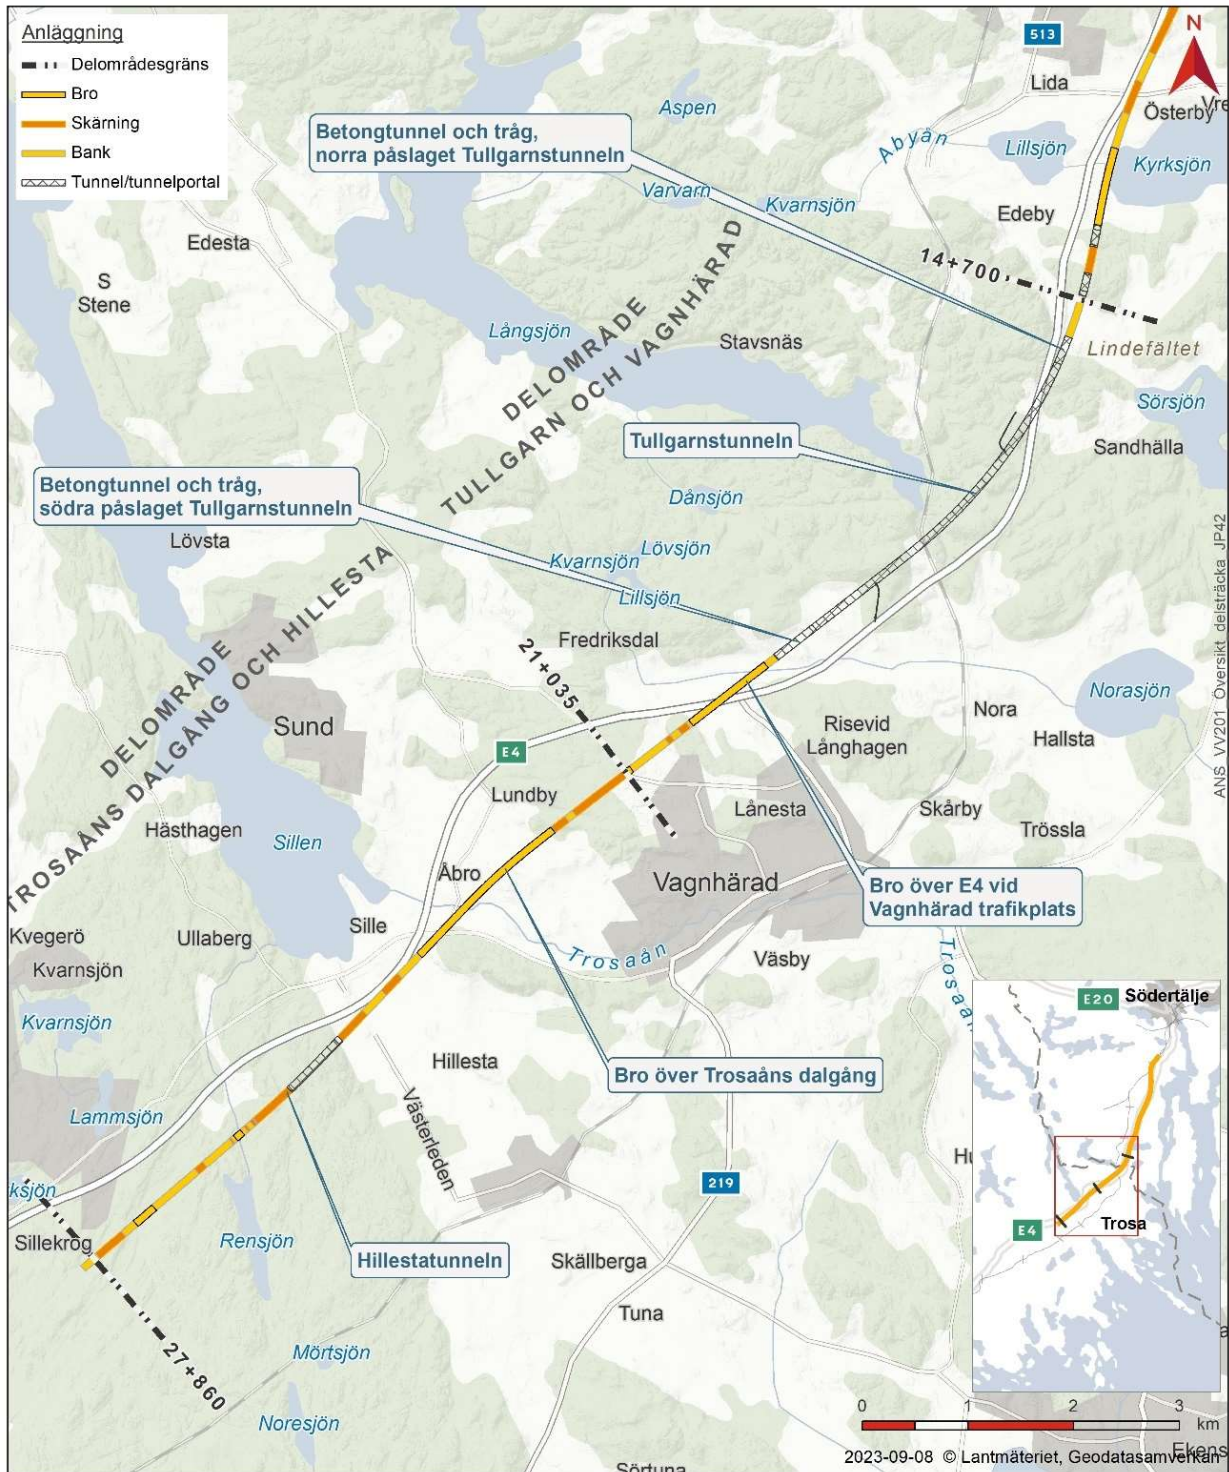 Anläggning
Delområdesgräns
Bro
Skärning
Bank
Tunnel/tunnelportal
513
N
Lida
Österby
Vre
Aspen
Betongtunnel och tråg,
norra påslaget Tullgarnstunneln
Åbyån
Lillsjön
Kyrksjön
Varvarn
Kvarnsjön
Edeby
Edesta
S
Stene
14+700
Långsjön
DELOMRÅDE
TULLGARN OCH VAGNHÄRAD
Stavsnäs
Lindefältet
Sörsjön
Tullgarnstunneln
Sandhälla
Betongtunnel och tråg,
södra påslaget Tullgarnstunneln
Dånsjön
Lövsta
Lövsjön
Kvarnsjön
Lillsjön
Fredriksdal
21+035
DELOMRÅDE
TROSAÅNS DALGÅNG OCH HILLESTA
Norasjön
Nora
Sund
Risevid
Långhagen
Hallsta
E4
Lundby
Lånesta
Skårby
Trössla
Hästhagen
Sillen
Åbro
Vagnhärad
Bro över E4 vid
Vagnhärad trafikplats
Kvegerö
Ullaberg
Sille
Trosaån
Väsby
Trosaån
Kvarnsjön
Kvarnsjön
E20
Södertälje
Hillesta
Bro över Trosaåns dalgång
Lammsjön
Västerleden
Hu
ksjön
219
Sillekrog
Rensjön
Hillestatunneln
Skällberga
E4
Trosa
Tuna
27+860
Mörtsjön
Noresjön
0 1 2 3
km
2023-09-08 © Lantmäteriet, Geodatasamverkan
Ekens
Sörtuna
ANS_VV201_Översikt_delsträcka_JP42